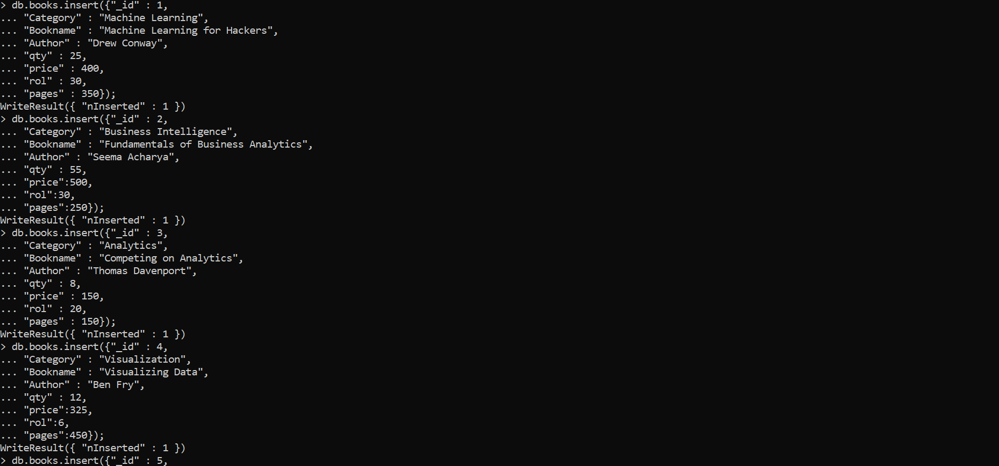 > db.books.insert({"_id" : 1,
... "Category" : "Machine Learning",
... "Bookname" : "Machine Learning for Hackers",
... "Author" : "Drew Conway",
... "qty" : 25,
... "price" : 400,
... "rol" : 30,
... "pages" : 350});
WriteResult({ "nInserted" : 1 })
> db.books.insert({"_id" : 2,
... "Category" : "Business Intelligence",
... "Bookname" : "Fundamentals of Business Analytics",
... "Author" : "Seema Acharya",
... "qty" : 55,
... "price":500,
... "rol":30,
... "pages":250});
WriteResult({ "nInserted" : 1 })
> db.books.insert({"_id" : 3,
... "Category" : "Analytics",
... "Bookname" : "Competing on Analytics",
... "Author" : "Thomas Davenport",
... "qty" : 8,
... "price" : 150,
... "rol" : 20,
... "pages" : 150});
WriteResult({ "nInserted" : 1 })
> db.books.insert({"_id" : 4,
... "Category" : "Visualization",
... "Bookname" : "Visualizing Data",
... "Author" : "Ben Fry",
... "qty" : 12,
... "price":325,
... "rol":6,
... "pages":450});
WriteResult({ "nInserted" : 1 })
> db.books.insert({"_id" : 5,